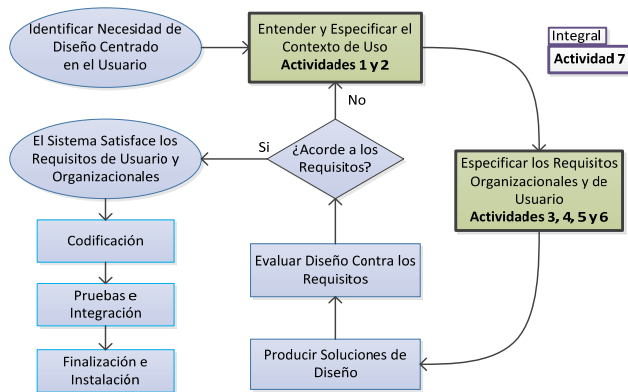 Identificar Necesidad de
Diseño Centrado
en el Usuario
Entender y Especificar el
Contexto de Uso
Actividades 1 y 2
Integral
Actividad 7
No
Si
¿Acorde a los
Requisitos?
El Sistema Satisface los
Requisitos de Usuario y
Organizacionales
Especificar los Requisitos
Organizacionales y de
Usuario
Actividades 3, 4, 5 y 6
Codificación
Evaluar Diseño Contra los
Requisitos
Pruebas e
Integración
Producir Soluciones de
Diseño
Finalización e
Instalación